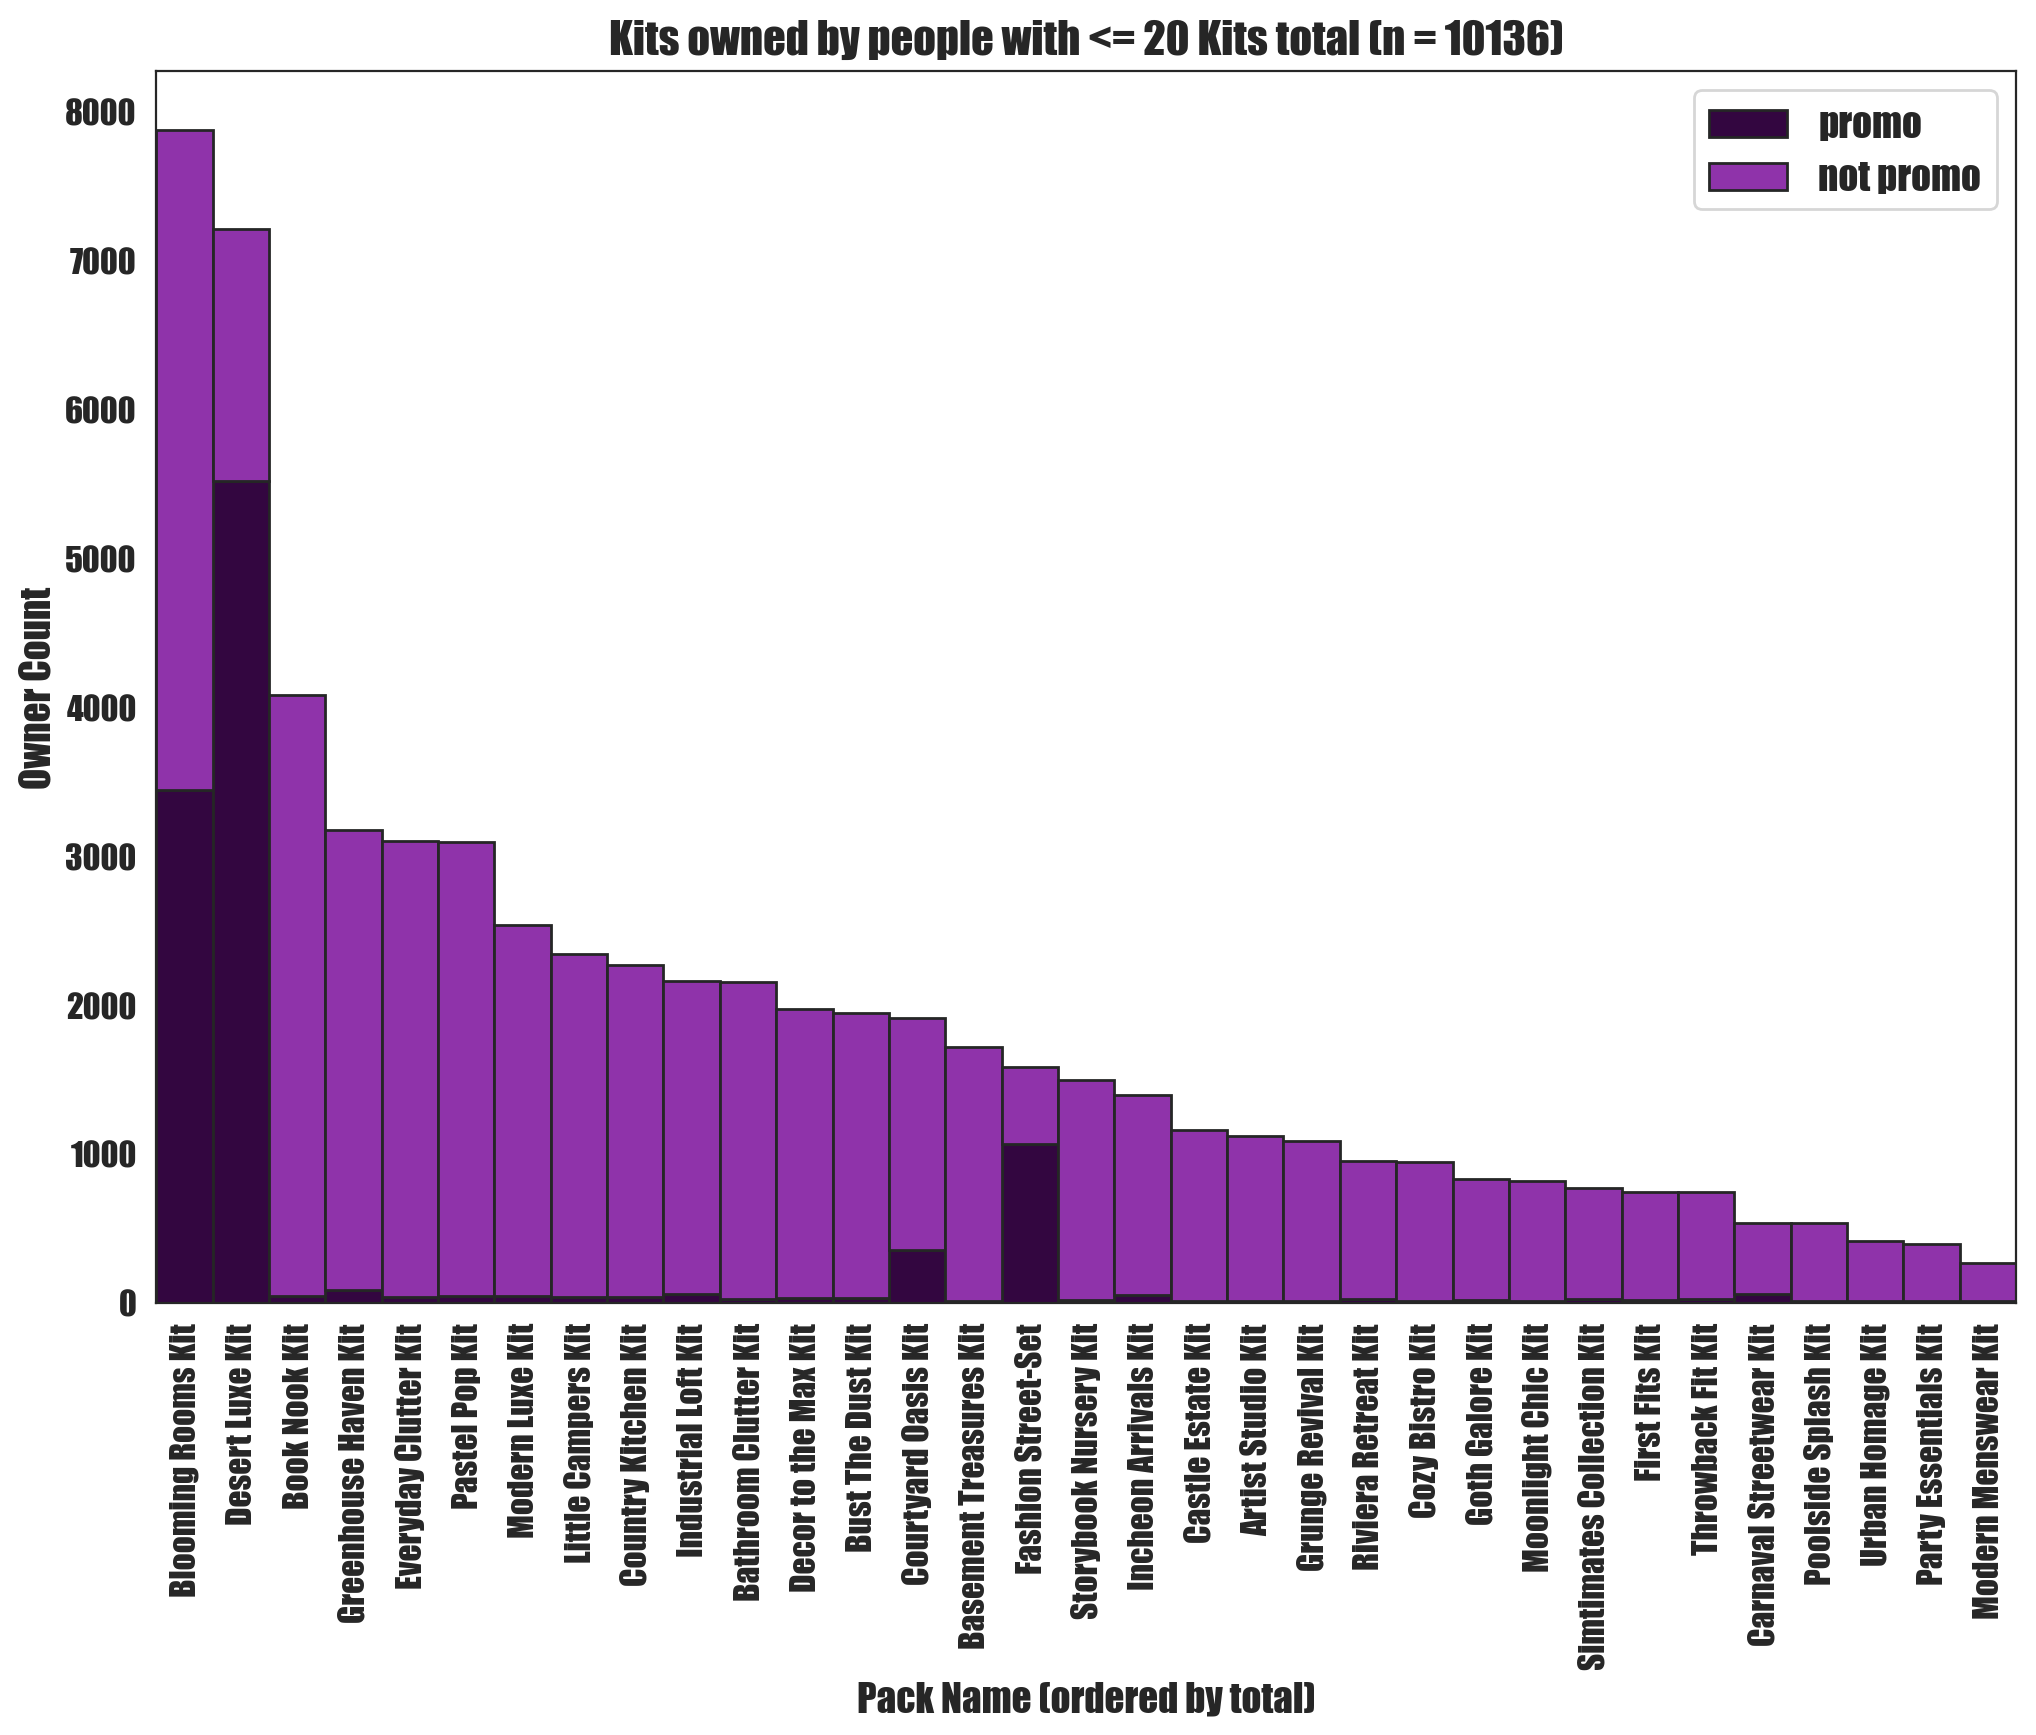 Kits owned by people with <= 20 Kits total (n = 10136)
promo
not promo
Owner Count
8000
7000
6000
5000
4000
3000
2000
1000
0
Blooming Rooms Kit
Desert Luxe Kit
Book Nook Kit
Greenhouse Haven Kit
Everyday Clutter Kit
Pastel Pop Kit
Modern Luxe Kit
Little Campers Kit
Country Kitchen Kit
Industrial Loft Kit
Bathroom Clutter Kit
Decor to the Max Kit
Bust The Dust Kit
Courtyard Oasis Kit
Basement Treasures Kit
Fashion Street-Set
Storybook Nursery Kit
Incheon Arrivals Kit
Castle Estate Kit
Artist Studio Kit
Grunge Revival Kit
Riviera Retreat Kit
Cozy Bistro Kit
Goth Galore Kit
Moonlight Chic Kit
Simtimates Collection Kit
First Fits Kit
Throwback Fit Kit
Carnaval Streetwear Kit
Poolside Splash Kit
Urban Homage Kit
Party Essentials Kit
Modern Menswear Kit
Pack Name (ordered by total)